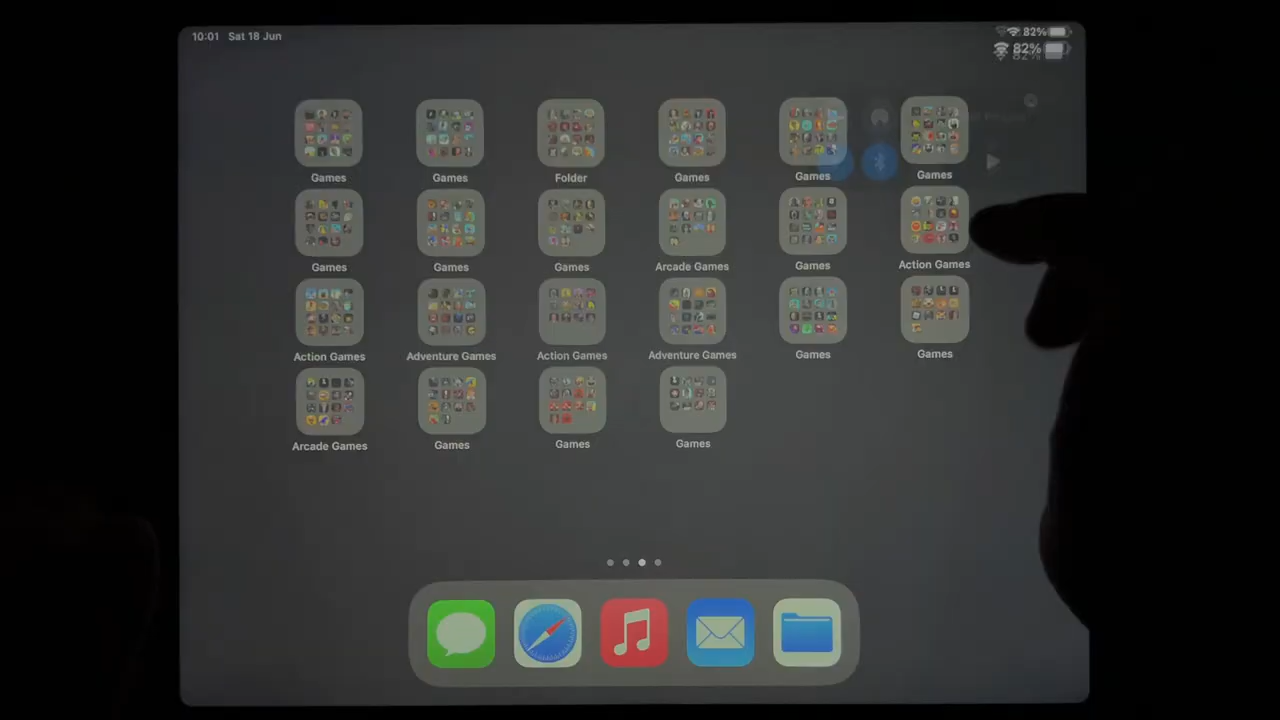 10:01 Sat 18 Jun
82%
82%
Games Games Folder Games Games Games
Games Games Games Arcade Games Games Action Games
Action Games Adventure Games Action Games Adventure Games Games Games
Arcade Games Games Games Games